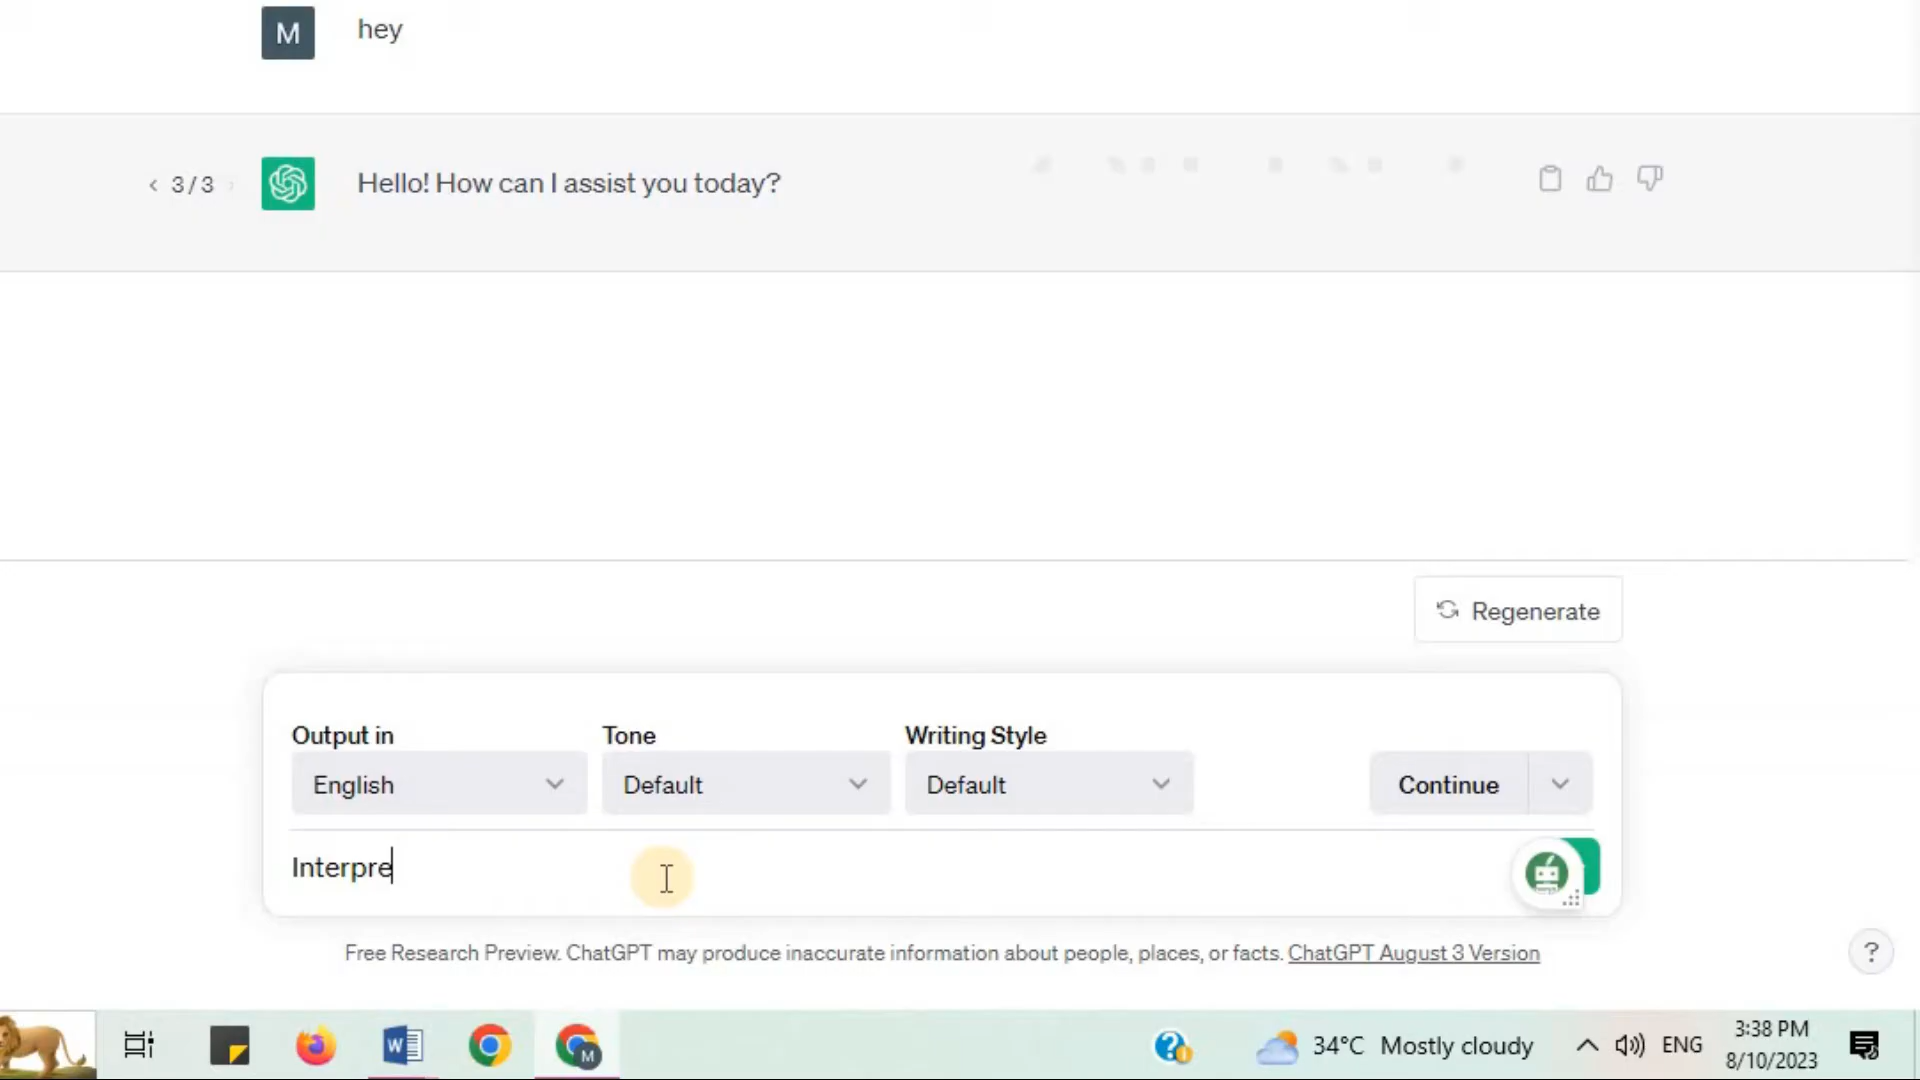 M hey
3 / 3 Hello! How can I assist you today?
Regenerate
Output in Tone Writing Style
English Default Default Continue
Interpre
Free Research Preview. ChatGPT may produce inaccurate information about people, places, or facts. ChatGPT August 3 Version
?
W M ? 34°C Mostly cloudy ENG 3:38 PM
8/10/2023